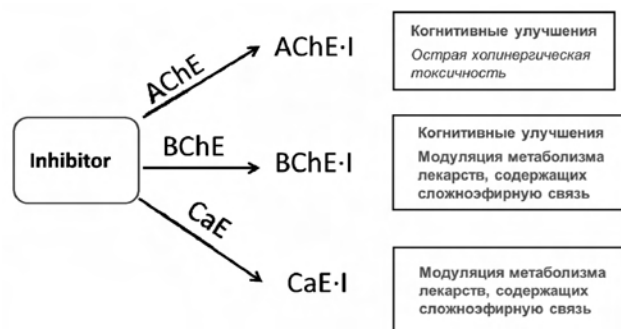 Inhibitor
AChE
AChE·I
Когнитивные улучшения
Острая холинергическая
токсичность
BChE
BChE·I
Когнитивные улучшения
Модуляция метаболизма
лекарств, содержащих
сложноэфирную связь
CaE
CaE·I
Модуляция метаболизма
лекарств, содержащих
сложноэфирную связь